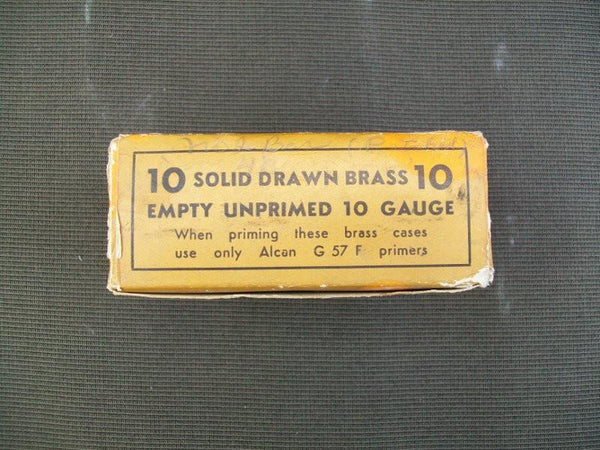 10 SOLID DRAWN BRASS 10
EMPTY UNPRIMED 10 GAUGE
When priming these brass cases
use only Alcan G 57 F primers